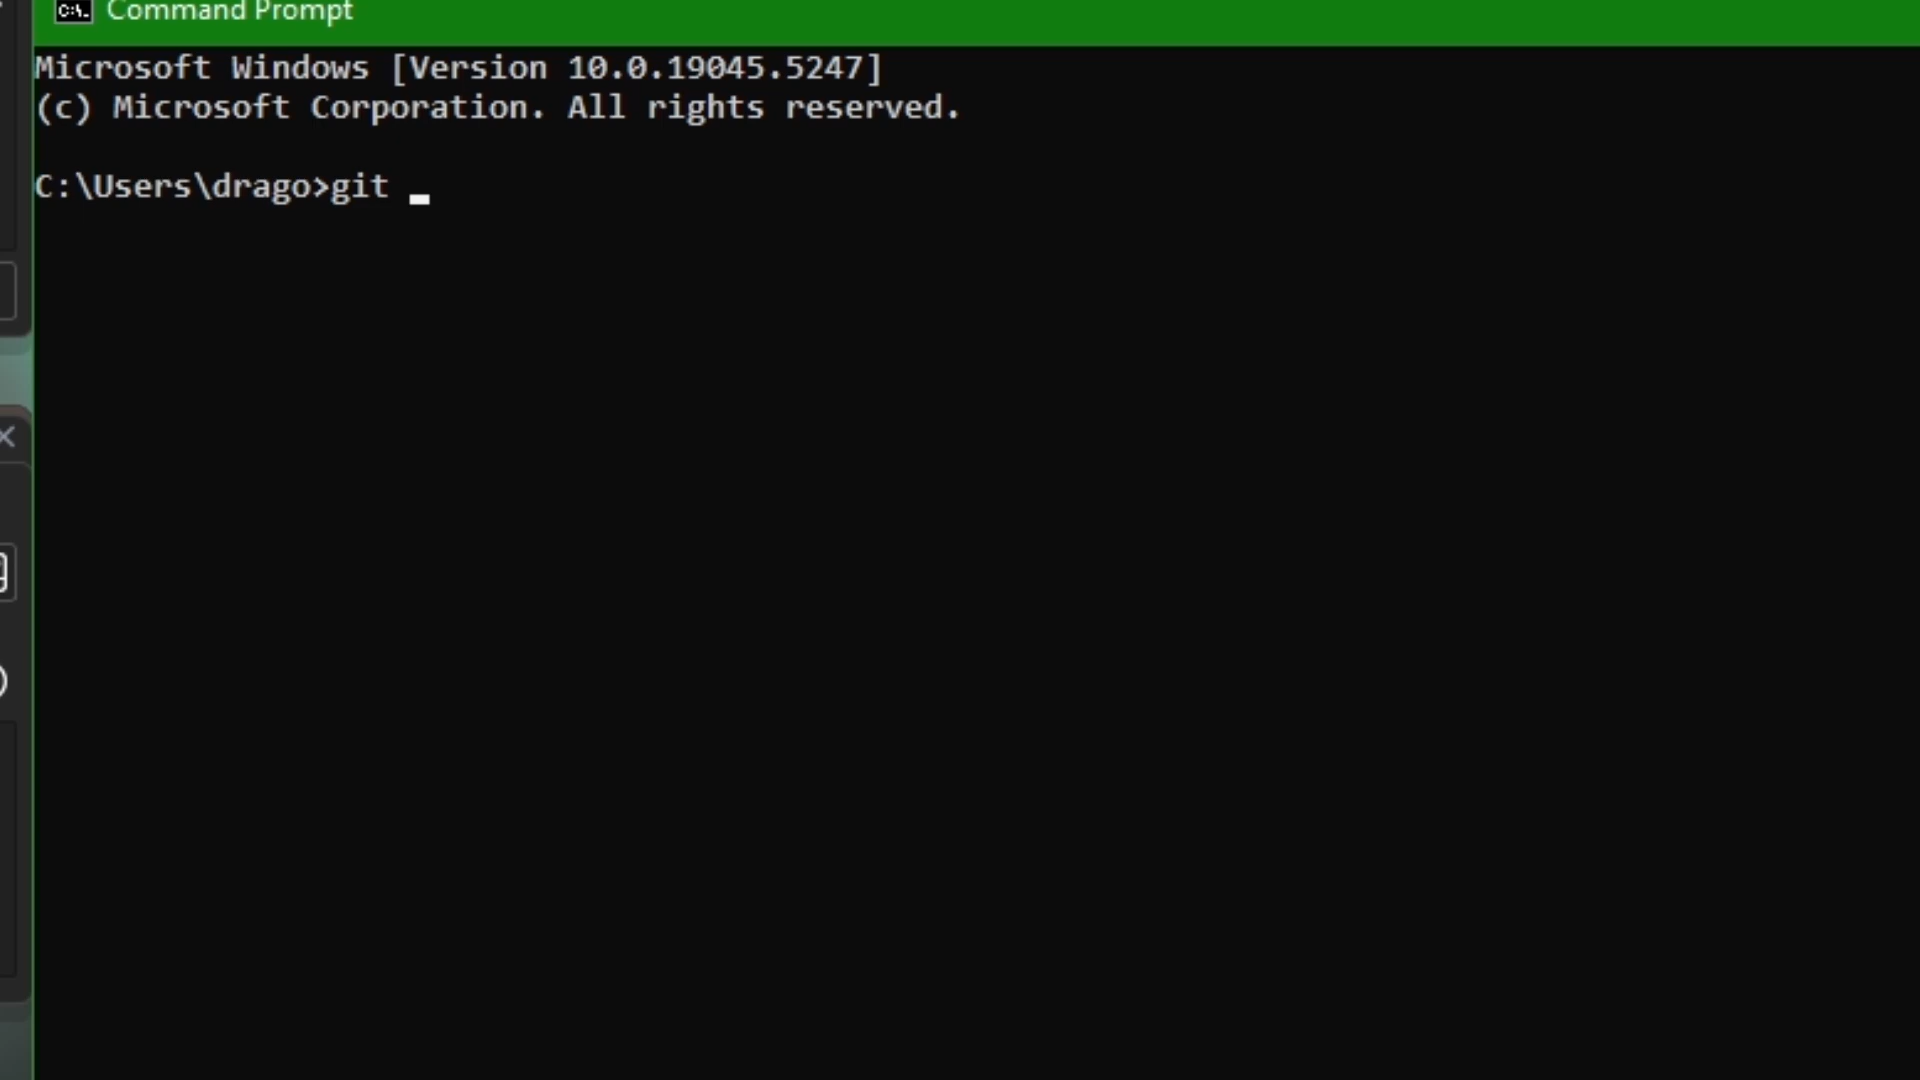 Command Prompt
Microsoft Windows [Version 10.0.19045.5247]
(c) Microsoft Corporation. All rights reserved.
C:\Users\drago>git